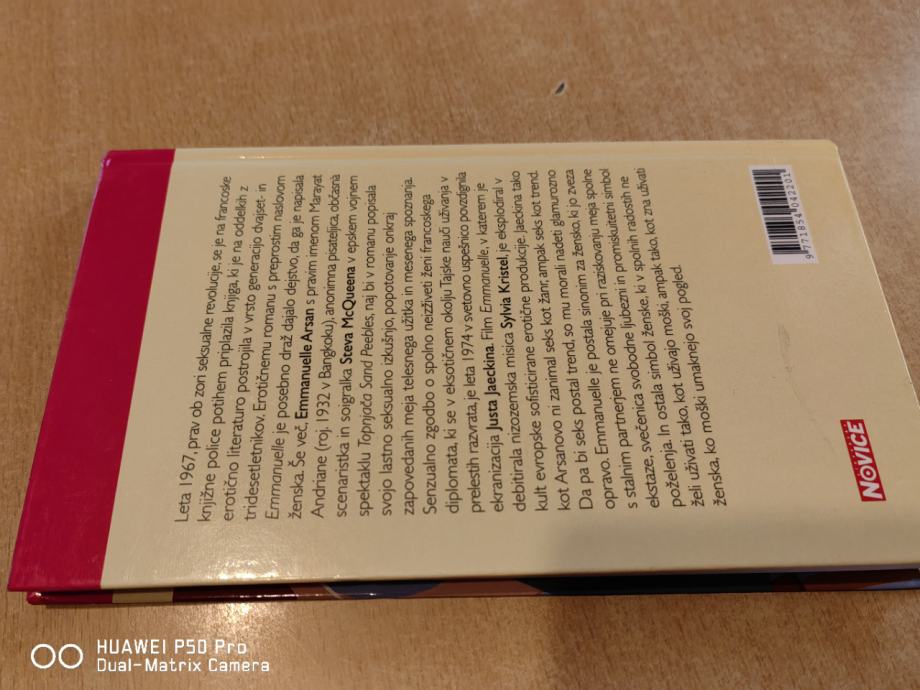 Leta 1967, prav ob zori seksualne revolucije, se je na francoske
knjižne police potihem priplazila knjiga, ki je na oddelkih z
erotično literaturo postrojila v vrsto generacijo dvajset- in
tridesetletnikov. Erotičnemu romanu s preprostim naslovom
Emmanuelle je posebno draž dajalo dejstvo, da ga je napisala
ženska. Še več, Emmanuelle Arsan s pravim imenom Marayat
Andriane (roj. 1932 v Bangkoku), anonimna pisateljica, občasna
scenaristka in soigralka Steva McQueena v epskem vojnem
spektaklu Topnjača Sand Peebles, naj bi v romanu popisala
svojo lastno seksualno izkušnjo, popotovanje onkraj
zapovedanih meja telesnega užitka in mesenega spoznanja.
Senzualno zgodbo o spolno neizživeti ženi francoskega
diplomata, ki se v eksotičnem okolju Tajske nauči uživanja v
prelestih razvrata, je leta 1974 v svetovno uspešnico povzdignila
ekranizacija Justa Jaeckina. Film Emmanuelle, v katerem je
debitirala nizozemska misica Sylvia Kristel, je eksplodiral v
kult evropske sofisticirane erotične produkcije. Jaeckina tako
kot Arsanovo ni zanimal seks kot žanr, ampak seks kot trend.
Da pa bi seks postal trend, so mu morali nadeti glamurozno
opravo. Emmanuelle je postala sinonim za žensko, ki jo zveza
s stalnim partnerjem ne omejuje pri raziskovanju meja spolne
ekstaze, svečenica svobodne ljubezni in promiskuitetni simbol
poželenja. In ostala simbol ženske, ki v spolnih radostih ne
želi uživati tako, kot uživajo moški, ampak tako, kot zna uživati
ženska, ko moški umaknejo svoj pogled.
NOVICE
9 771854 042201
HUAWEI P50 Pro
Dual-Matrix Camera